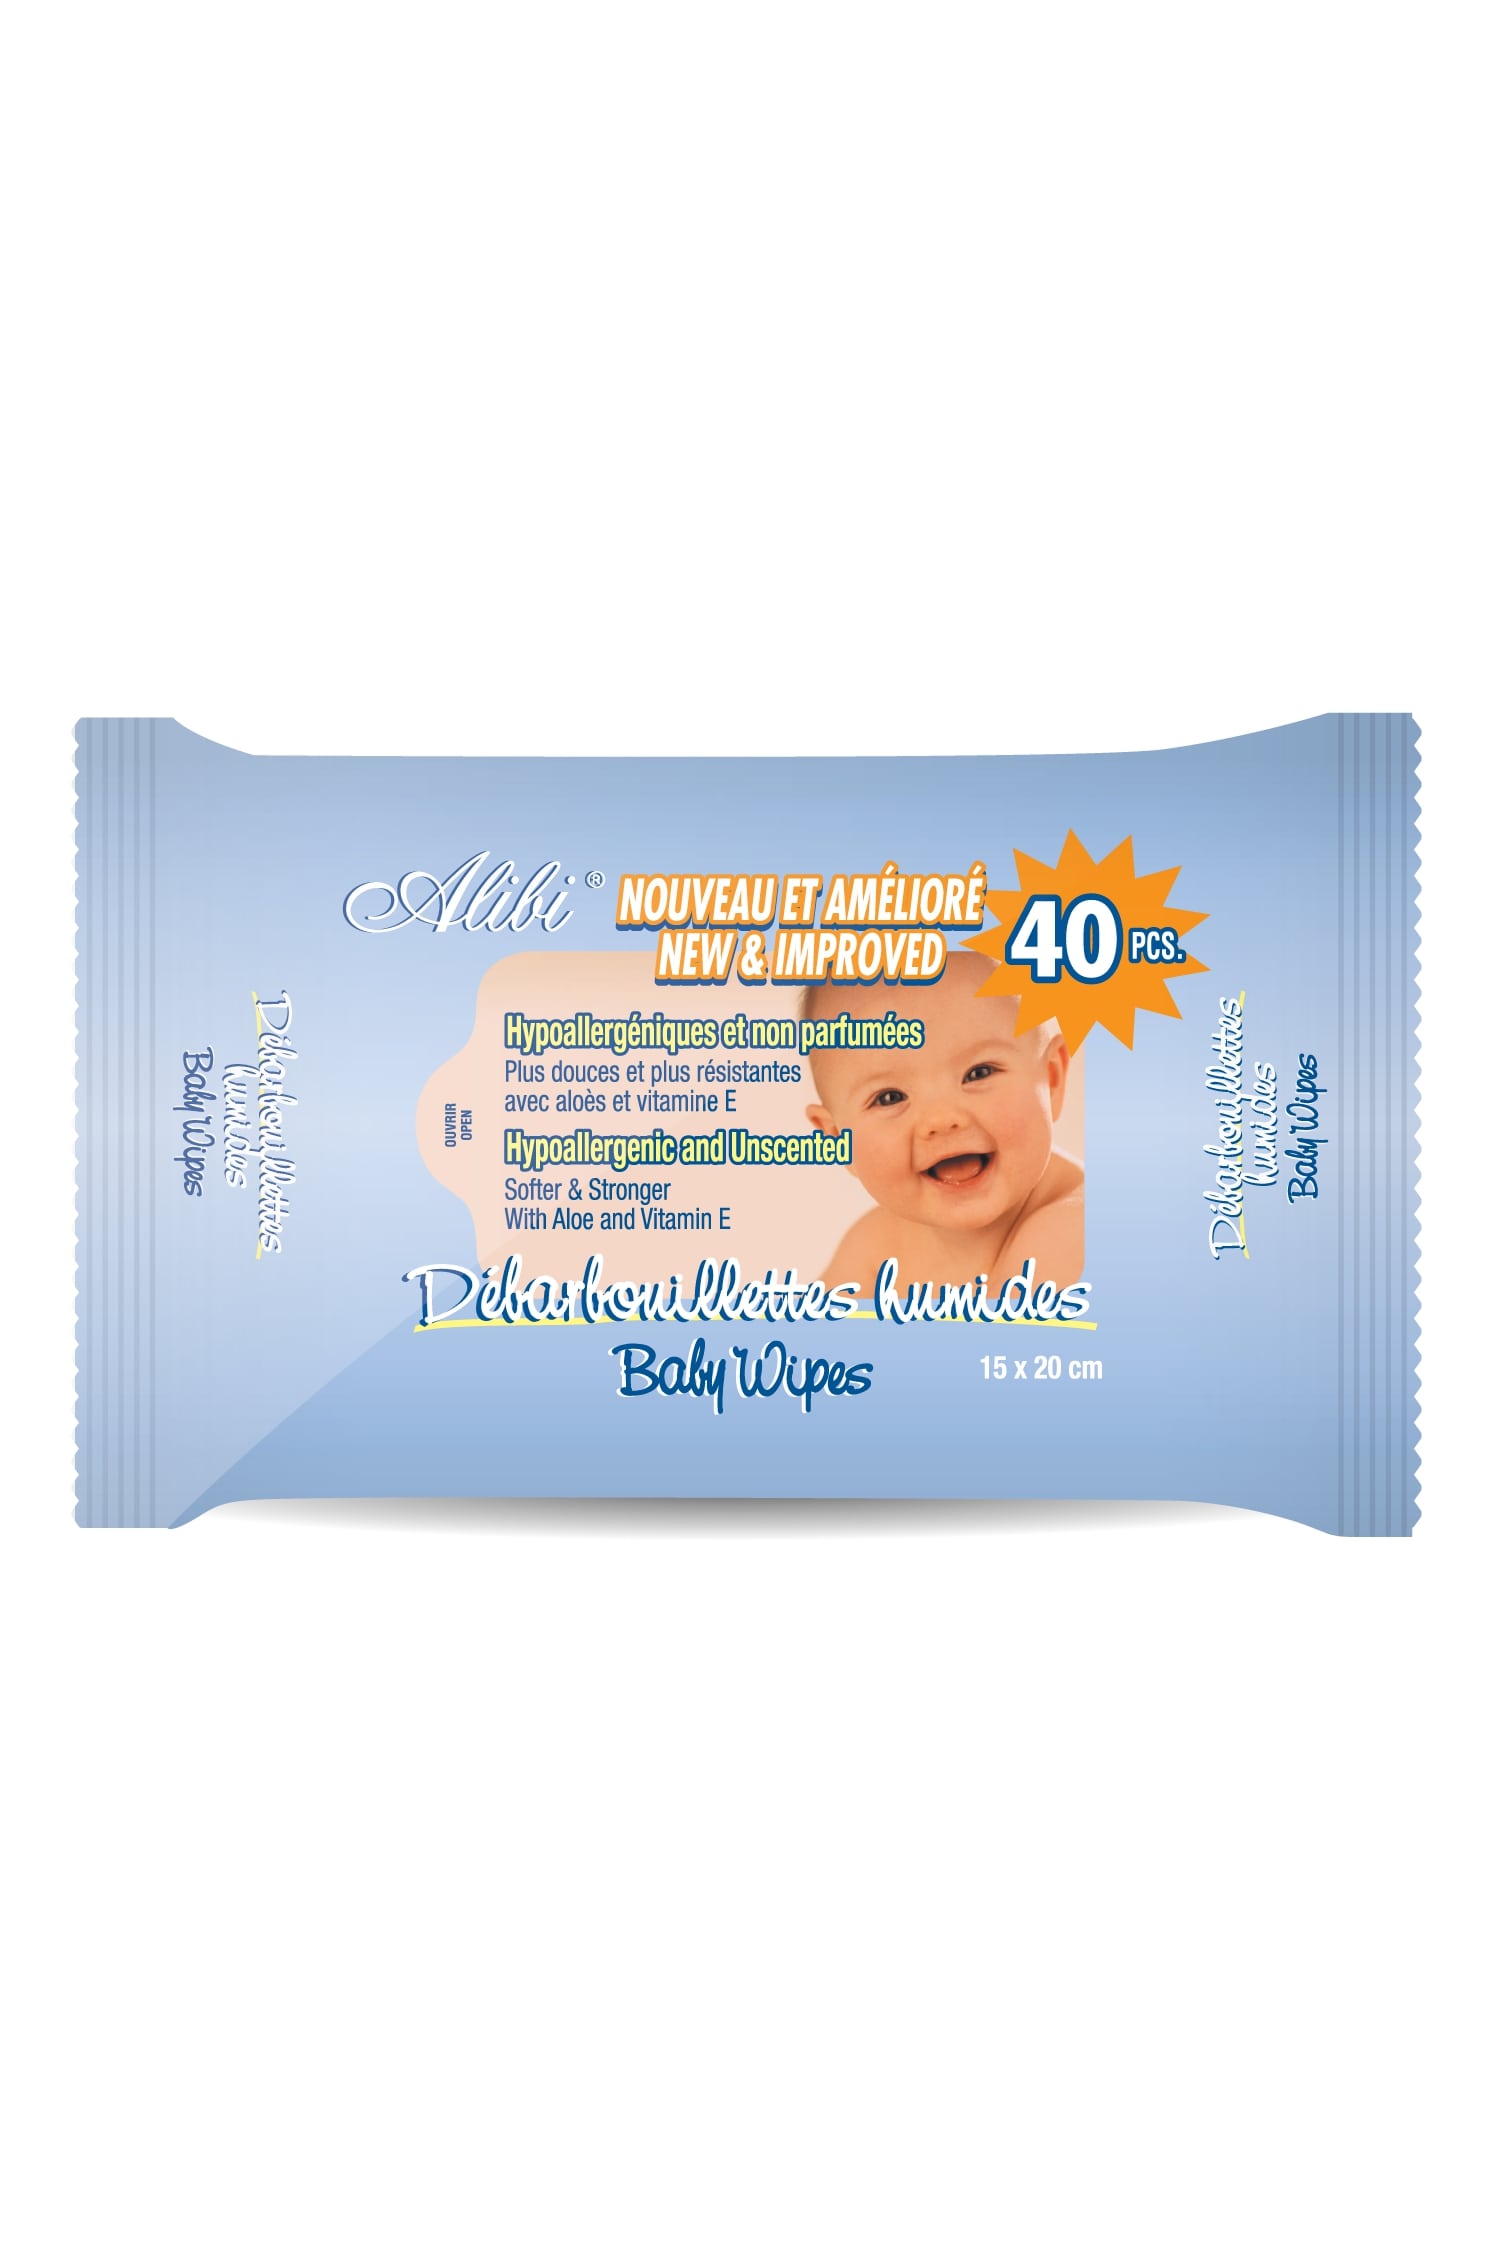 Alibi®
NOUVEAU ET AMÉLIORÉ
NEW & IMPROVED
40 PCS.
Hypoallergéniques et non parfumées
Plus douces et plus résistantes
avec aloès et vitamine E
Hypoallergenic and Unscented
Softer & Stronger
With Aloe and Vitamin E
OUVRIR
OPEN
Débarbouillettes humides
Baby Wipes
15 x 20 cm
Débarbouillettes
humides
Baby Wipes
Débarbouillettes
humides
Baby Wipes